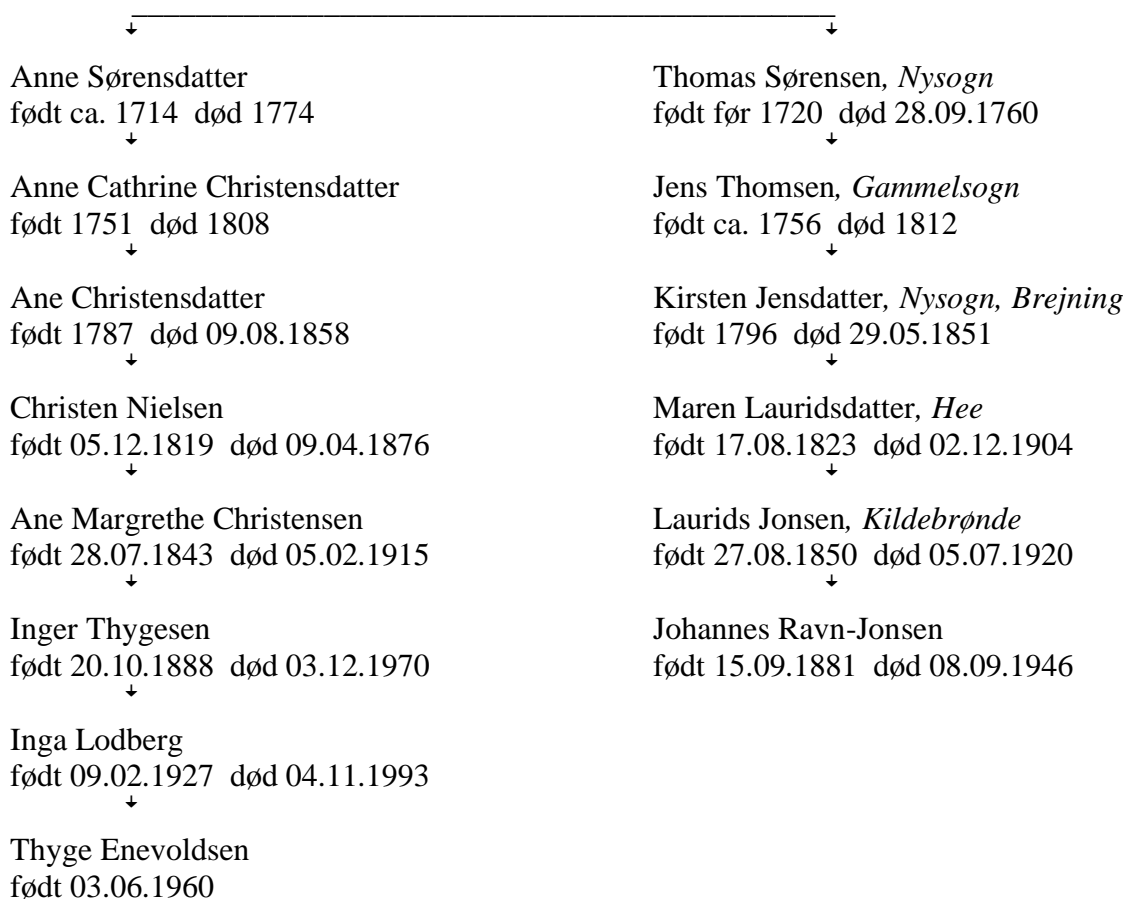 Anne Sørensdatter
født ca. 1714  død 1774
Anne Cathrine Christensdatter
født 1751  død 1808
Ane Christensdatter
født 1787  død 09.08.1858
Christen Nielsen
født 05.12.1819  død 09.04.1876
Ane Margrethe Christensen
født 28.07.1843  død 05.02.1915
Inger Thygesen
født 20.10.1888  død 03.12.1970
Inga Lodberg
født 09.02.1927  død 04.11.1993
Thyge Enevoldsen
født 03.06.1960
Thomas Sørensen, Nysogn
født før 1720  død 28.09.1760
Jens Thomsen, Gammelsogn
født ca. 1756  død 1812
Kirsten Jensdatter, Nysogn, Brejning
født 1796  død 29.05.1851
Maren Lauridsdatter, Hee
født 17.08.1823  død 02.12.1904
Laurids Jonsen, Kildebrønde
født 27.08.1850  død 05.07.1920
Johannes Ravn-Jonsen
født 15.09.1881  død 08.09.1946